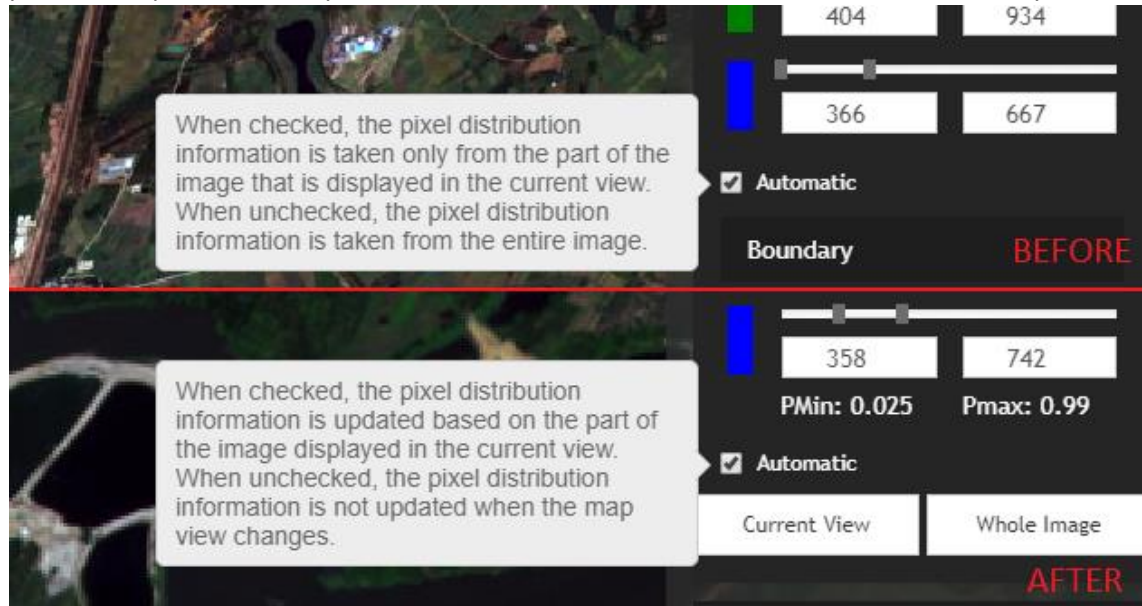 404 934
366 667
When checked, the pixel distribution
information is taken only from the part of the
image that is displayed in the current view.
When unchecked, the pixel distribution
information is taken from the entire image.
Automatic
Boundary
BEFORE
358 742
PMin: 0.025 Pmax: 0.99
When checked, the pixel distribution
information is updated based on the part of
the image displayed in the current view.
When unchecked, the pixel distribution
information is not updated when the map
view changes.
Automatic
Current View Whole Image
AFTER